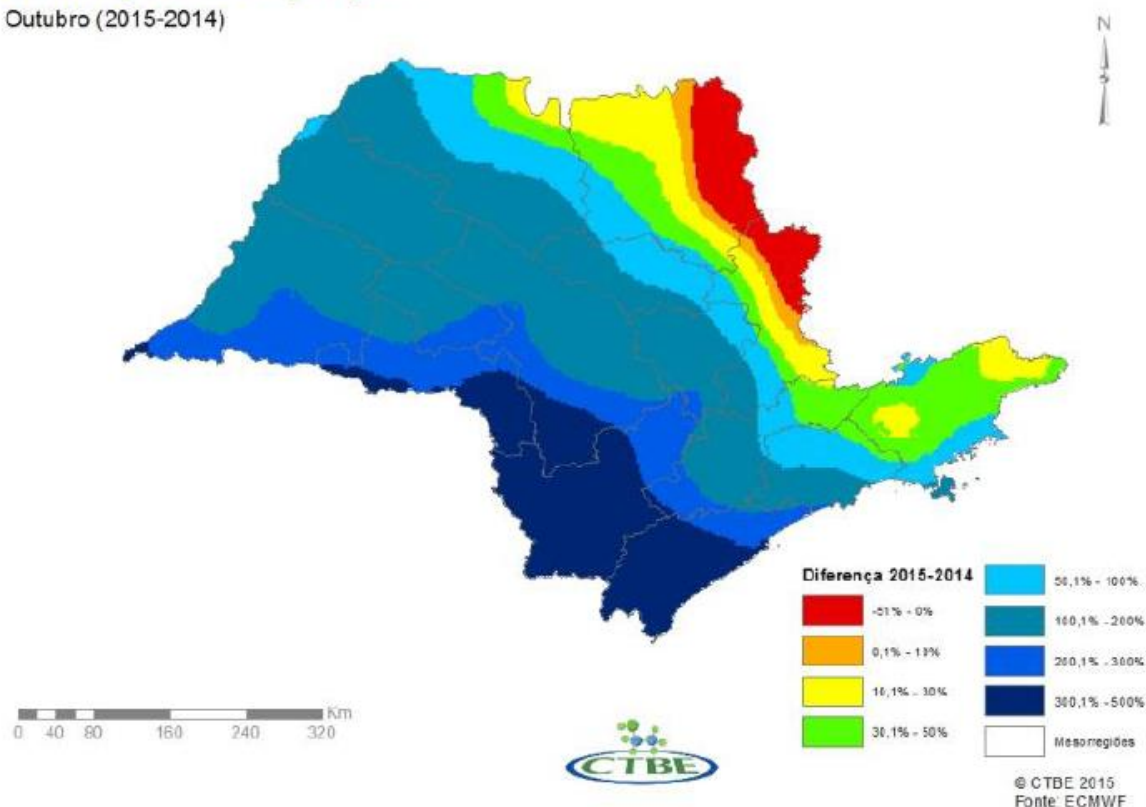 Outubro (2015-2014)
N
Diferença 2015-2014
-51% - 0%
0,1% - 10%
10,1% - 30%
30,1% - 50%
50,1% - 100%
100,1% - 200%
200,1% - 300%
300,1% - 500%
Mesorregiões
Km
0 40 80 160 240 320
CTBE
© CTBE 2015
Fonte: ECMWF